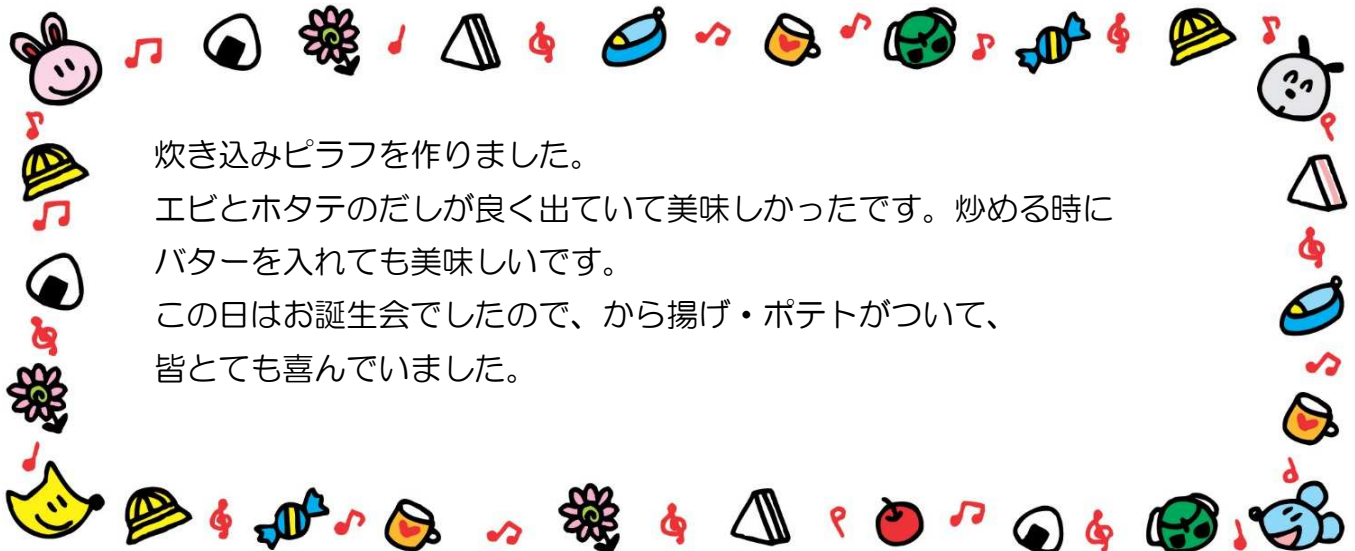 炊き込みピラフを作りました。
エビとホタテのだしが良く出ていて美味しかったです。炒める時に
バターを入れても美味しいです。
この日はお誕生会でしたので、から揚げ・ポテトがついて、
皆とても喜んでいました。